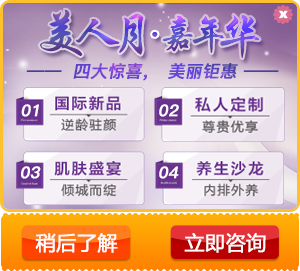 美人月·嘉年华
—— 四大惊喜，美丽钜惠 ——
01 国际新品
逆龄驻颜
02 私人定制
尊贵优享
03 肌肤盛宴
倾城而绽
04 养生沙龙
内排外养
稍后了解
立即咨询